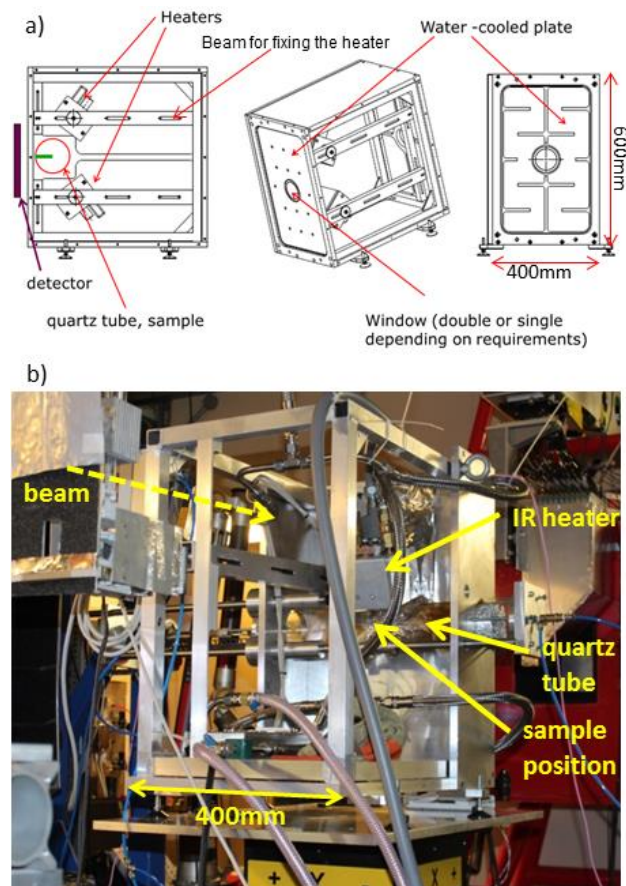 a)
Heaters
Beam for fixing the heater
Water -cooled plate
600mm
400mm
detector
quartz tube, sample
Window (double or single
depending on requirements)
b)
beam
IR heater
quartz
tube
sample
position
400mm
+ Y
X +